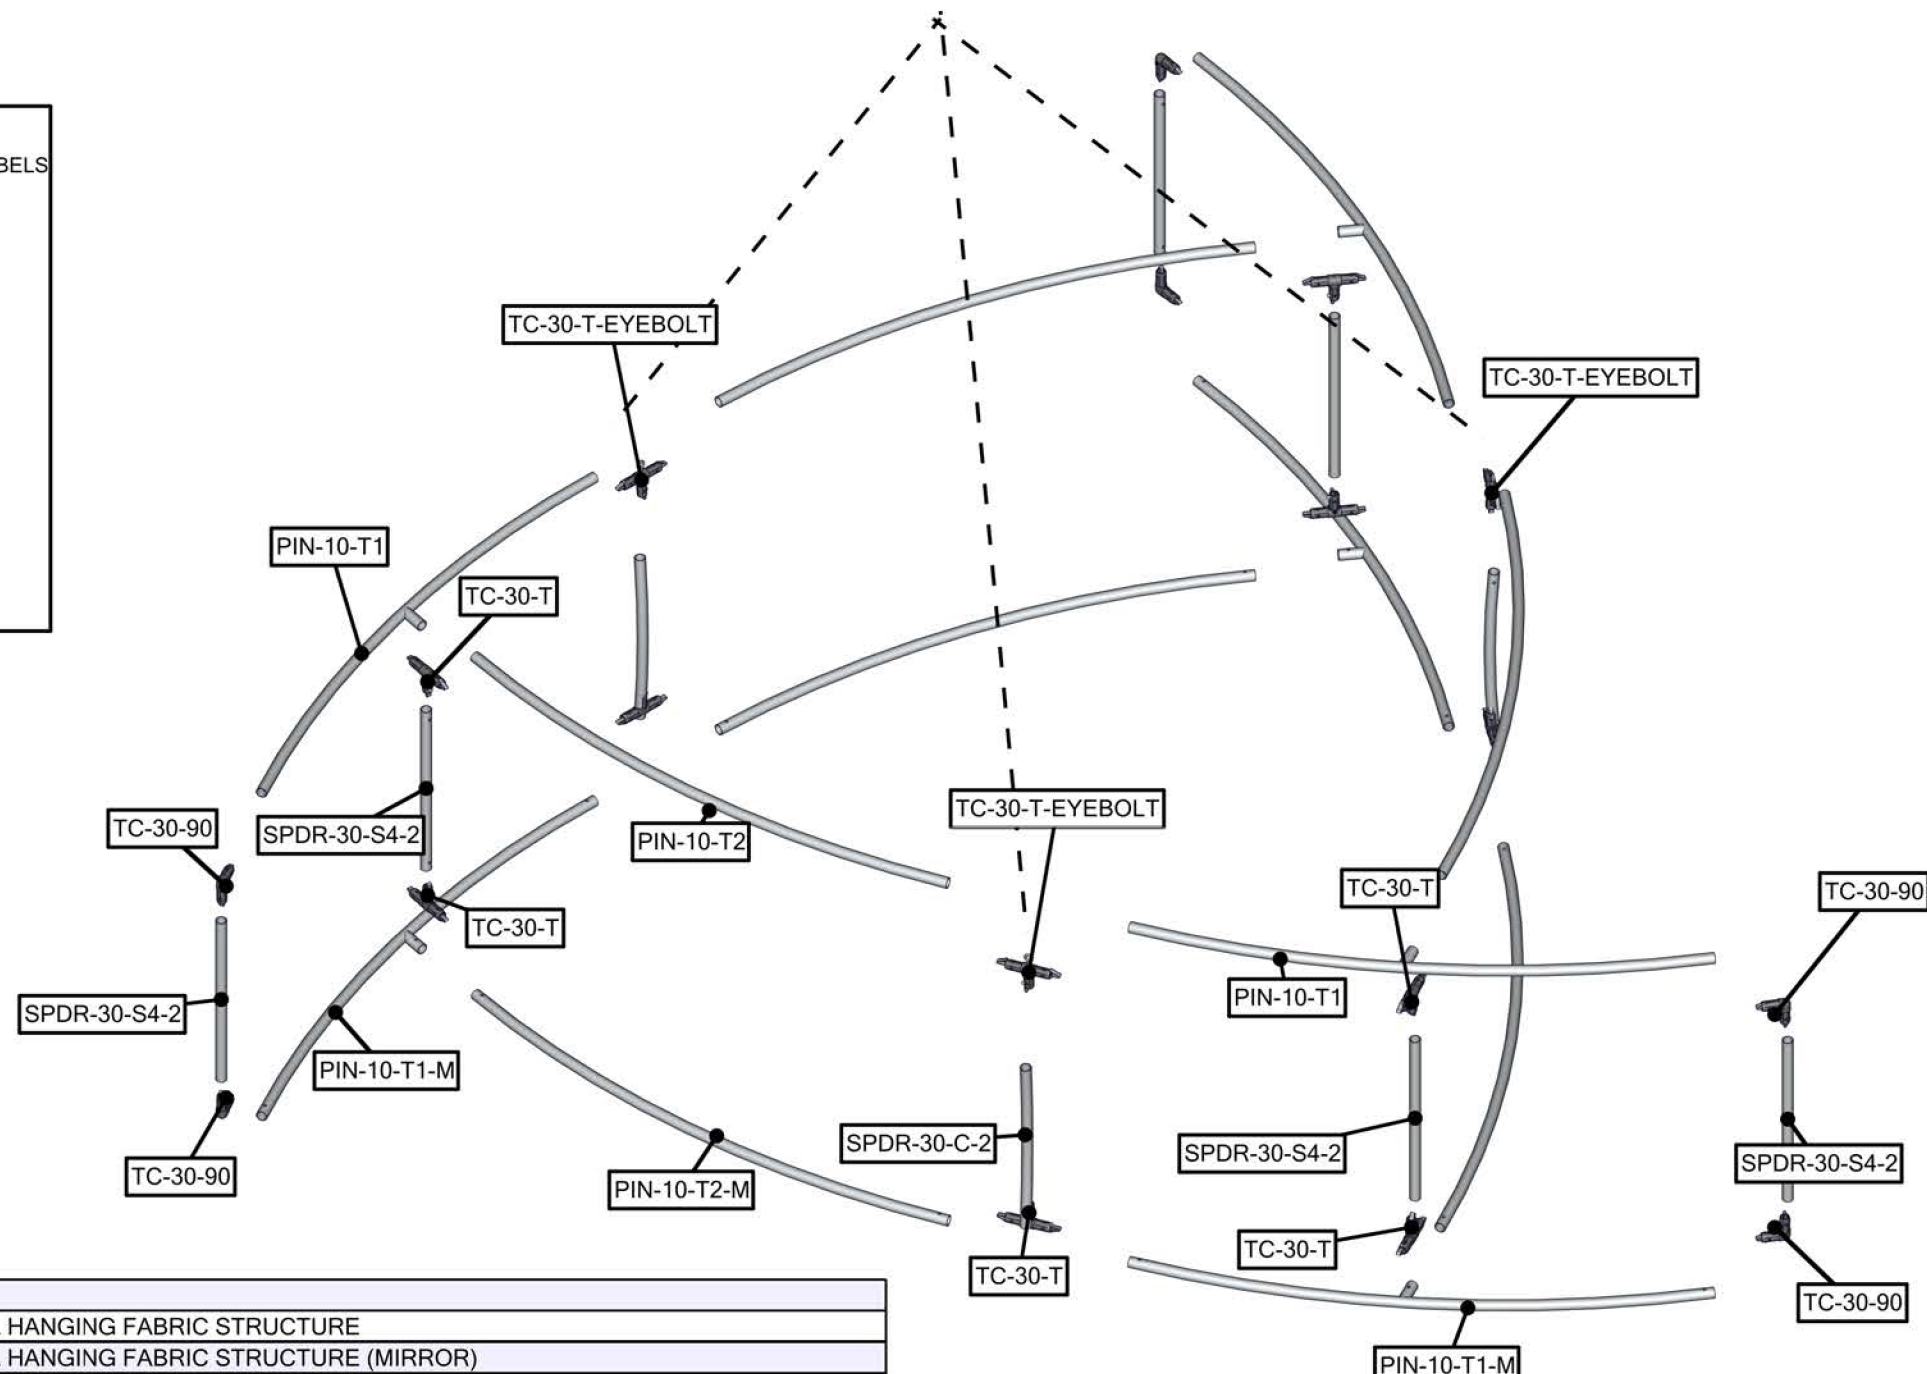 BELS
TC-30-T-EYEBOLT
TC-30-T-EYEBOLT
PIN-10-T1
TC-30-T
TC-30-T-EYEBOLT
TC-30-90
SPDR-30-S4-2
PIN-10-T2
TC-30-T
TC-30-90
TC-30-T
SPDR-30-S4-2
PIN-10-T1
PIN-10-T1-M
SPDR-30-C-2
SPDR-30-S4-2
SPDR-30-S4-2
TC-30-90
PIN-10-T2-M
TC-30-T
TC-30-T
TC-30-90
HANGING FABRIC STRUCTURE
HANGING FABRIC STRUCTURE (MIRROR)
PIN-10-T1-M